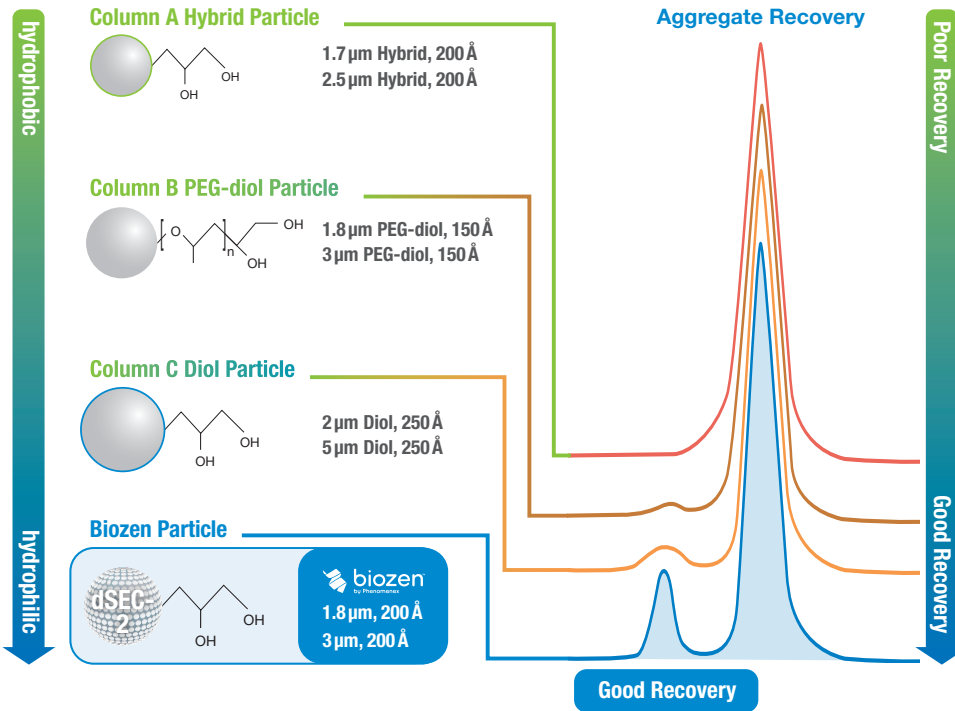 hydrophobic
hydrophilic
Column A Hybrid Particle
OH
OH
1.7 µm Hybrid, 200 Å
2.5 µm Hybrid, 200 Å
Column B PEG-diol Particle
O
n
OH
OH
1.8 µm PEG-diol, 150 Å
3 µm PEG-diol, 150 Å
Column C Diol Particle
OH
OH
2 µm Diol, 250 Å
5 µm Diol, 250 Å
Biozen Particle
dSEC-
2
OH
OH
biozen
by Phenomenex
1.8 µm, 200 Å
3 µm, 200 Å
Aggregate Recovery
Good Recovery
Poor Recovery
Good Recovery